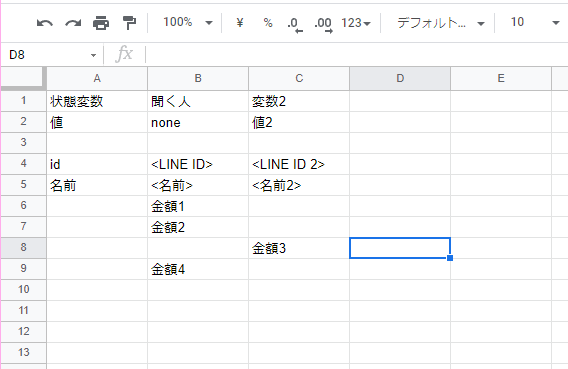 100% ¥ % .0 .00 123 デフォルト... 10
D8 fx
A B C D E
1 状態変数 聞く人 変数2
2 値 none 値2
3
4 id <LINE ID> <LINE ID 2>
5 名前 <名前> <名前2>
6 金額1
7 金額2
8 金額3
9 金額4
10
11
12
13